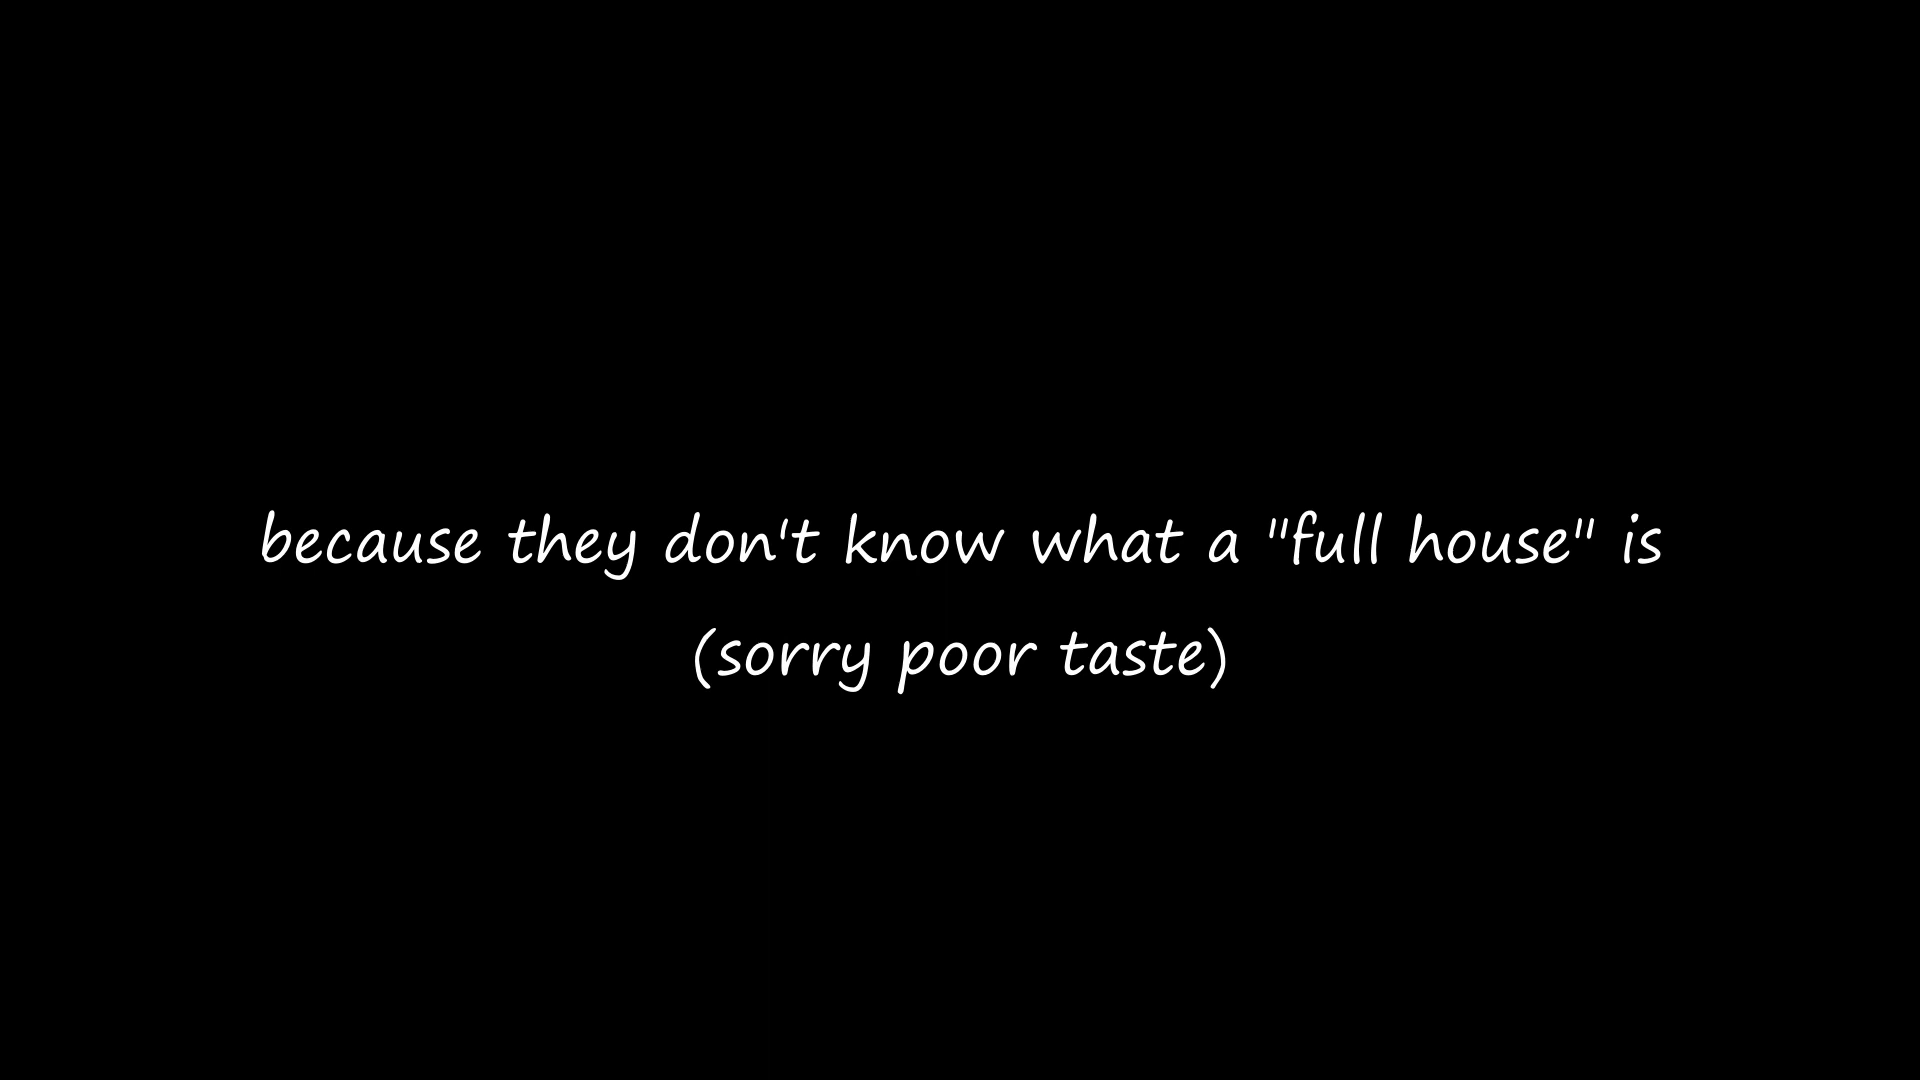 because they don't know what a "full house" is
(sorry poor taste)